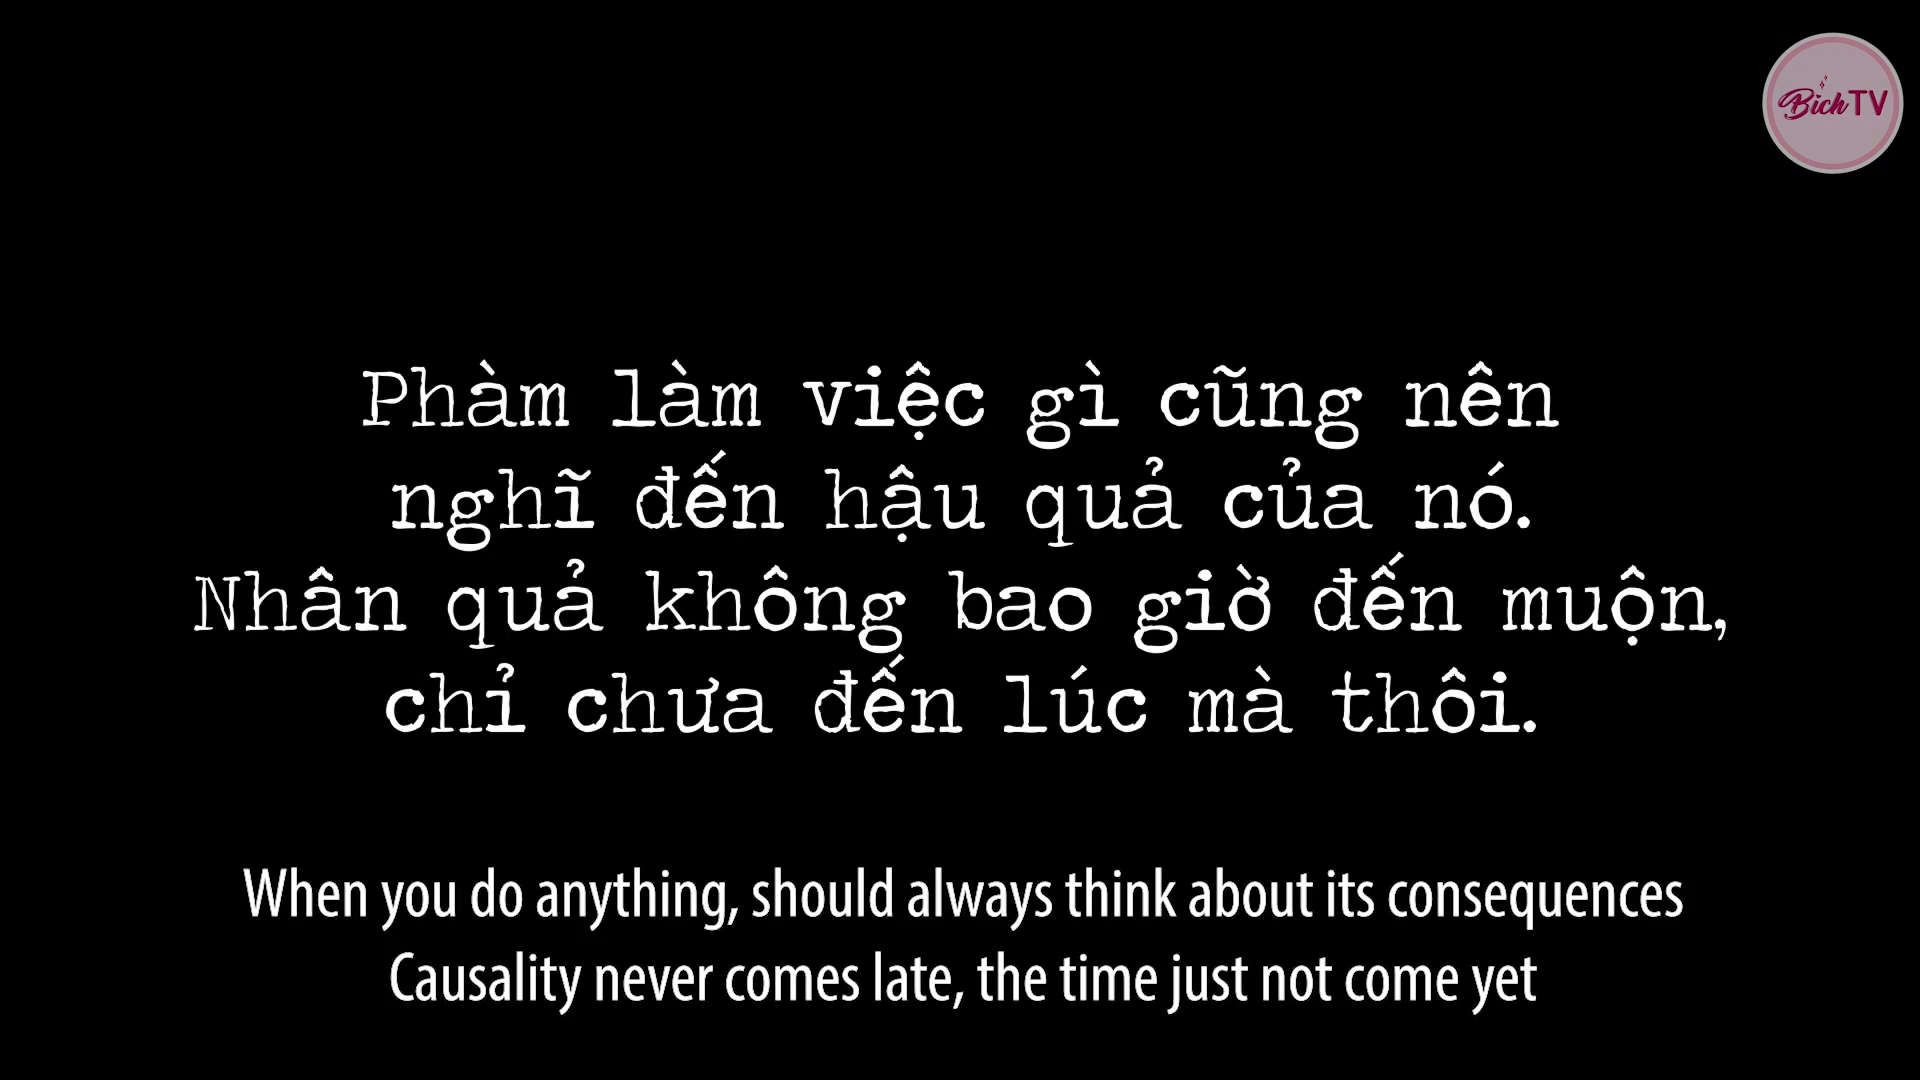 BichTV
Phàm làm việc gì cũng nên
nghĩ đến hậu quả của nó.
Nhân quả không bao giờ đến muộn,
chỉ chưa đến lúc mà thôi.
When you do anything, should always think about its consequences
Causality never comes late, the time just not come yet